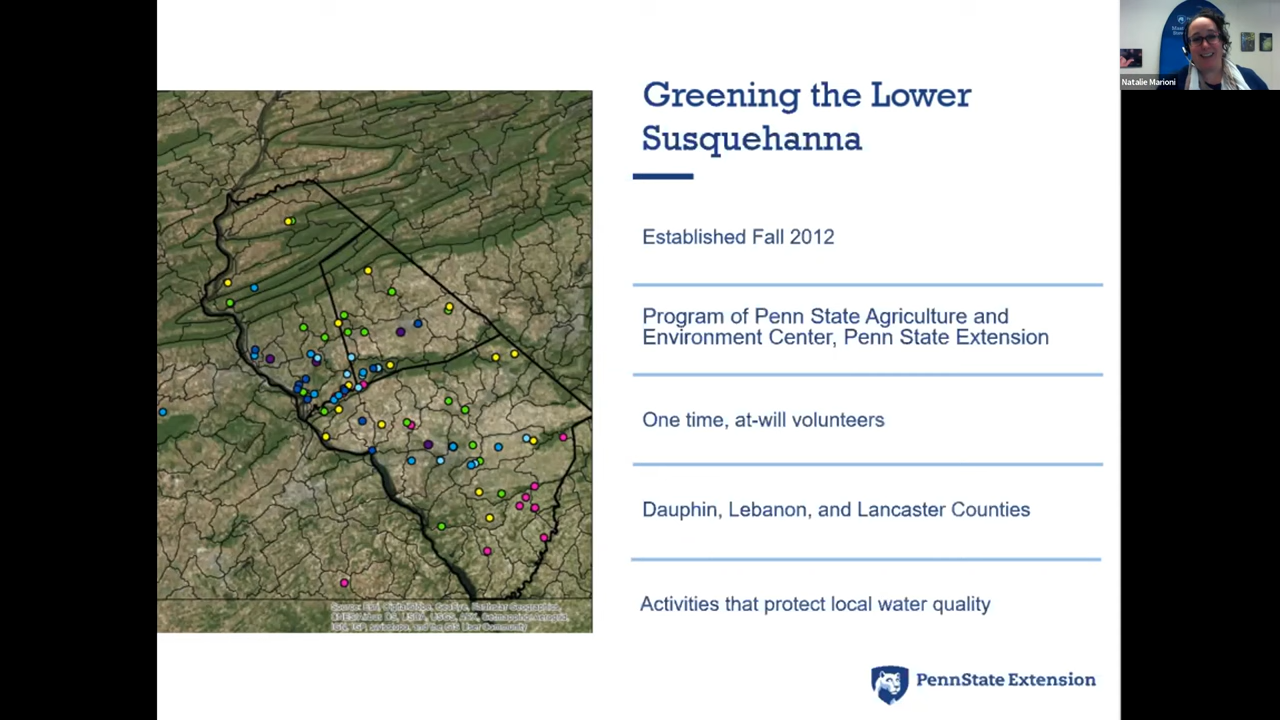 Greening the Lower
Susquehanna
Established Fall 2012
Program of Penn State Agriculture and
Environment Center, Penn State Extension
One time, at-will volunteers
Dauphin, Lebanon, and Lancaster Counties
Activities that protect local water quality
PennState Extension
Natalie Marioni